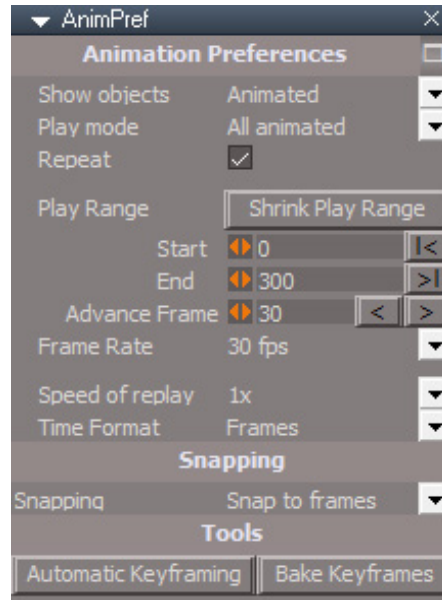 AnimPref
Animation Preferences
Show objects Animated
Play mode All animated
Repeat
Play Range Shrink Play Range
Start 0 |<
End 300 >|
Advance Frame 30 < >
Frame Rate 30 fps
Speed of replay 1x
Time Format Frames
Snapping
Snapping Snap to frames
Tools
Automatic Keyframing Bake Keyframes